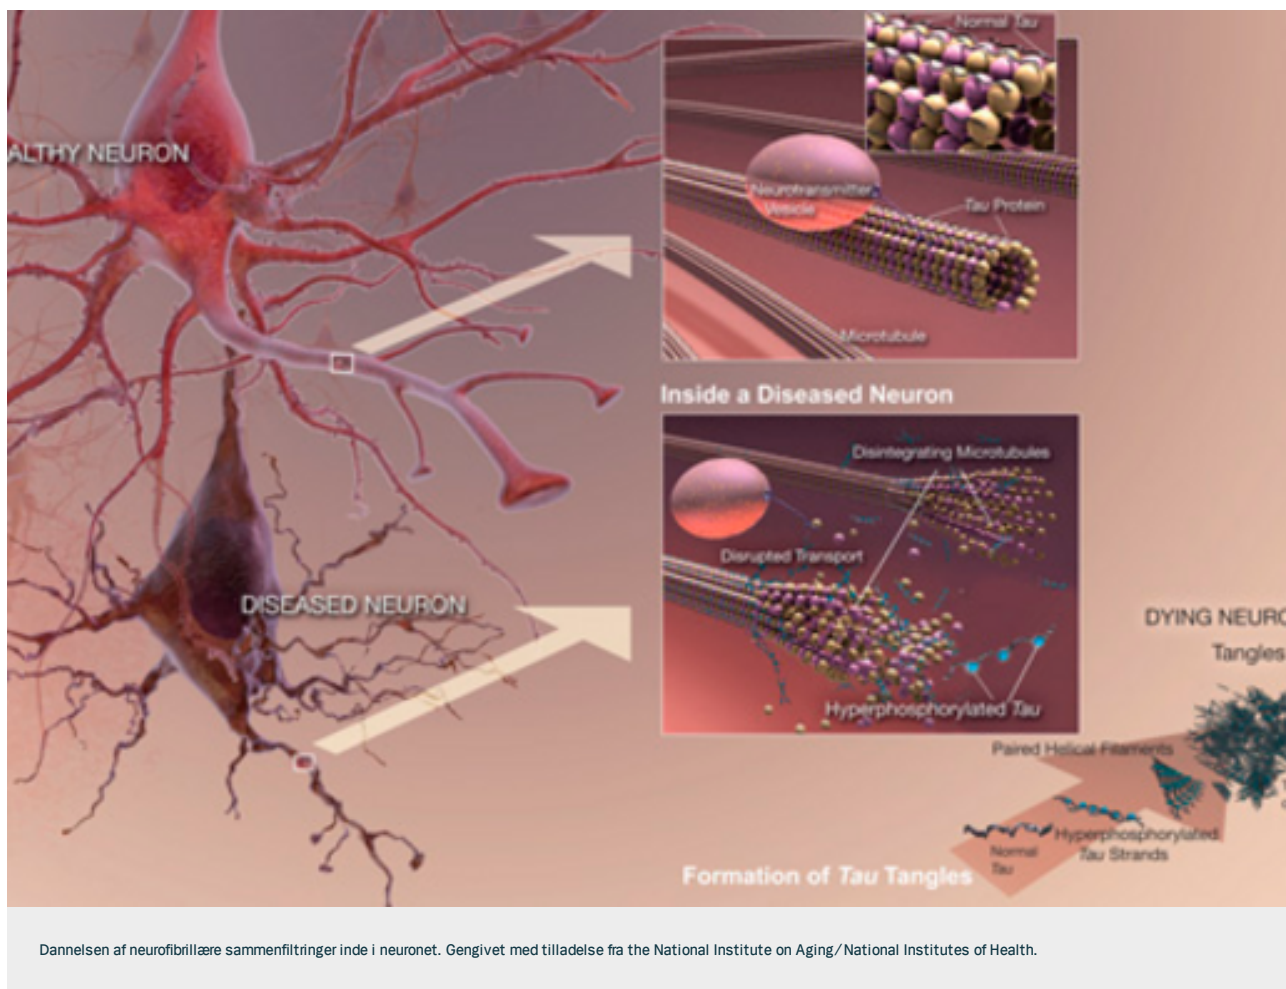 Normal Tau
ALTHY NEURON
Neurotransmitter
Vesicle
Tau Protein
Microtubule
Inside a Diseased Neuron
Disintegrating Microtubules
Disrupted Transport
DISEASED NEURON
Hyperphosphorylated Tau
DYING NEURO
Tangles
Paired Helical Filaments
Normal
Tau
Hyperphosphorylated
Tau Strands
Formation of Tau Tangles
Dannelsen af neurofibrillære sammenfiltringer inde i neuronet. Gengivet med tilladelse fra the National Institute on Aging/National Institutes of Health.